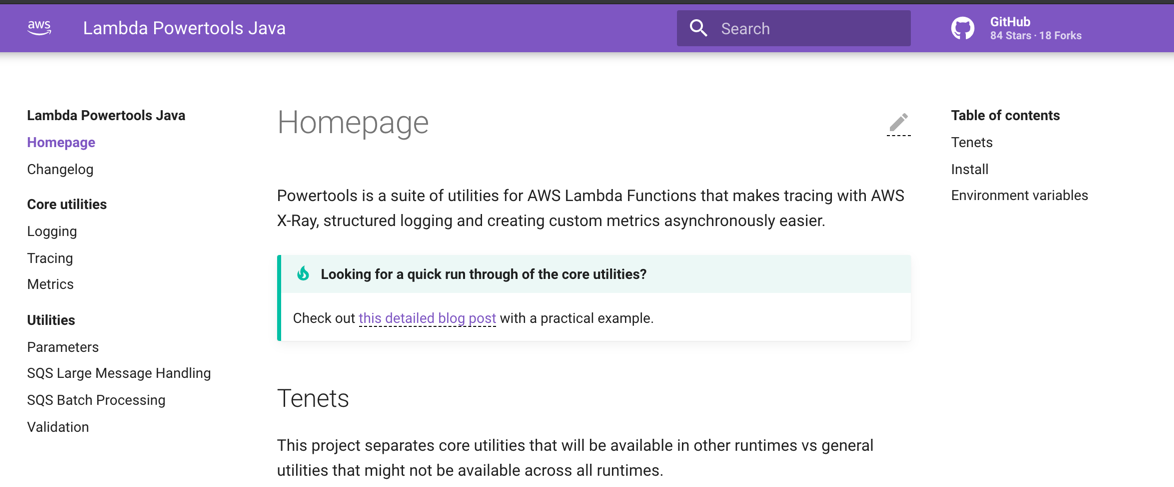 aws
Lambda Powertools Java
Search
GitHub
84 Stars · 18 Forks
Lambda Powertools Java
Homepage
Changelog
Core utilities
Logging
Tracing
Metrics
Utilities
Parameters
SQS Large Message Handling
SQS Batch Processing
Validation
Homepage
Powertools is a suite of utilities for AWS Lambda Functions that makes tracing with AWS
X-Ray, structured logging and creating custom metrics asynchronously easier.
Looking for a quick run through of the core utilities?
Check out this detailed blog post with a practical example.
Tenets
This project separates core utilities that will be available in other runtimes vs general
utilities that might not be available across all runtimes.
Table of contents
Tenets
Install
Environment variables